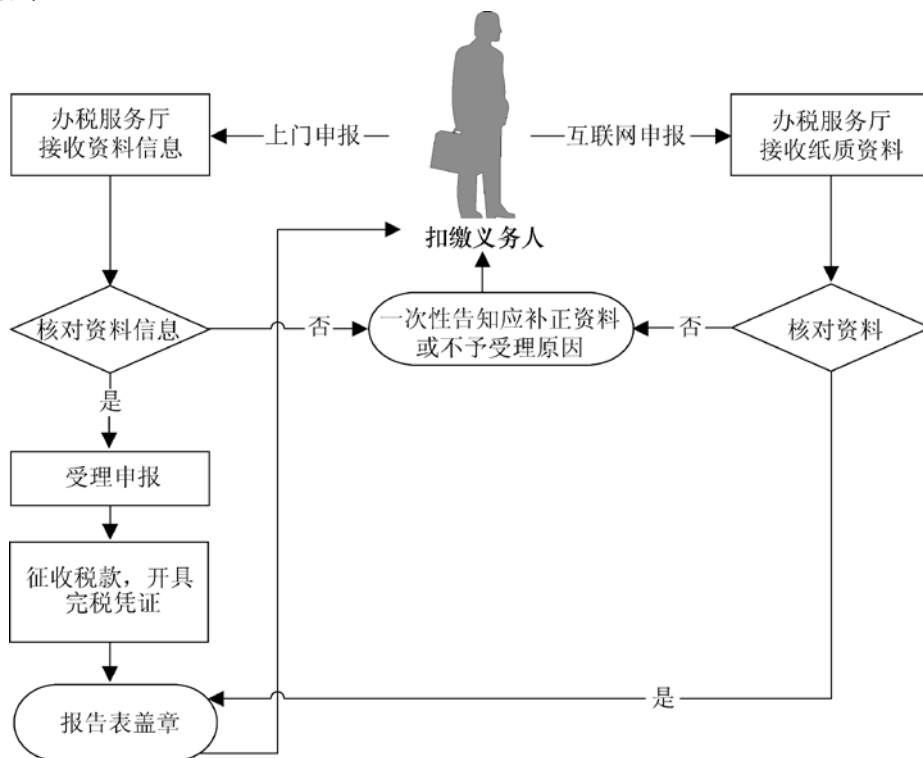 办税服务厅
接收资料信息
上门申报
互联网申报
办税服务厅
接收纸质资料
扣缴义务人
核对资料信息
否
一次性告知应补正资料
或不予受理原因
否
核对资料
是
受理申报
征收税款，开具
完税凭证
是
报告表盖章